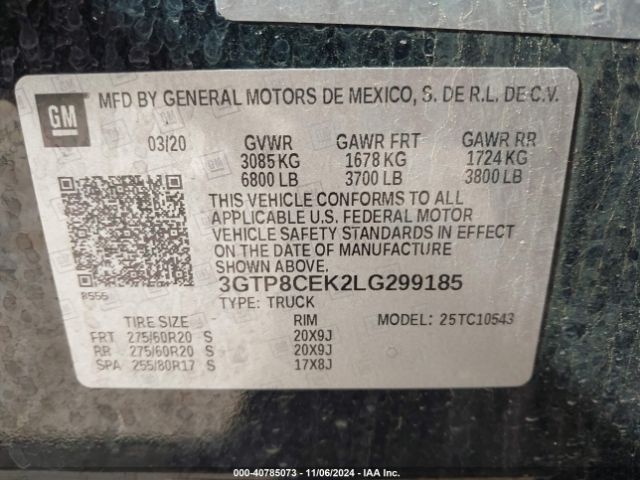 GM MFD BY GENERAL MOTORS DE MEXICO, S. DE R.L. DE C.V.
03/20 GVWR GAWR FRT GAWR RR
3085 KG 1678 KG 1724 KG
6800 LB 3700 LB 3800 LB
THIS VEHICLE CONFORMS TO ALL
APPLICABLE U.S. FEDERAL MOTOR
VEHICLE SAFETY STANDARDS IN EFFECT
ON THE DATE OF MANUFACTURE
SHOWN ABOVE.
8555 3GTP8CEK2LG299185
TYPE: TRUCK
TIRE SIZE RIM MODEL: 25TC10543
FRT 275/60R20 S 20X9J
RR 275/60R20 S 20X9J
SPA 255/80R17 S 17X8J
000-40785073 - 11/06/2024 - IAA Inc.